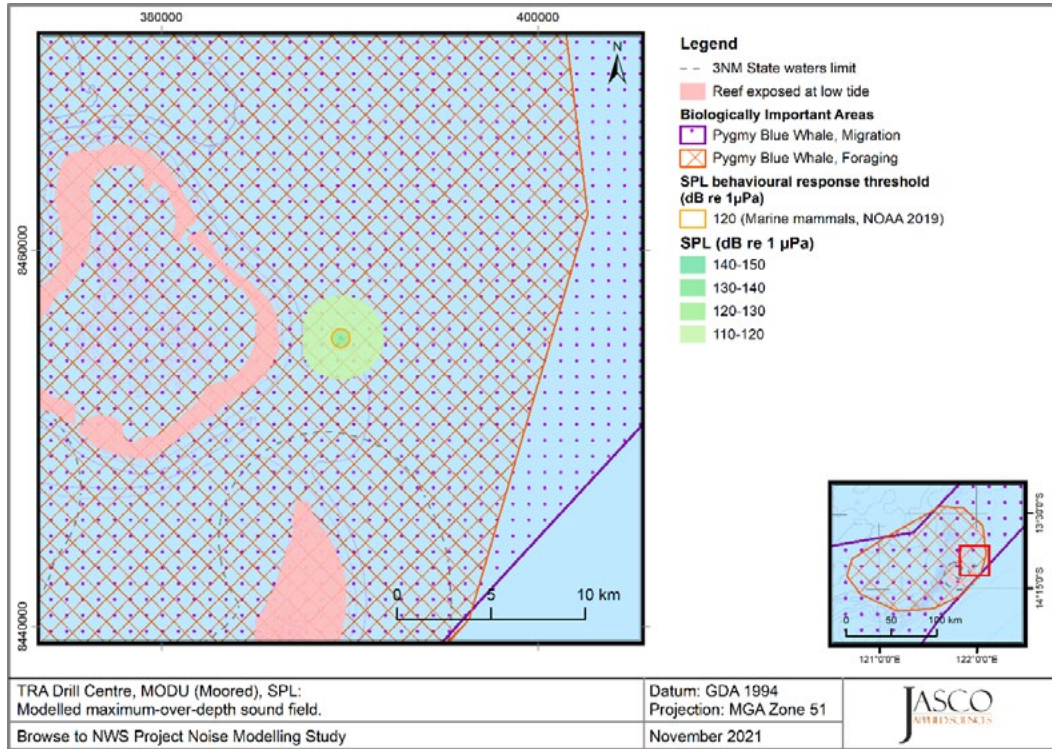 380000
400000
8460000
8440000
N
0
5
10 km
Legend
3NM State waters limit
Reef exposed at low tide
Biologically Important Areas
Pygmy Blue Whale, Migration
Pygmy Blue Whale, Foraging
SPL behavioural response threshold
(dB re 1µPa)
120 (Marine mammals, NOAA 2019)
SPL (dB re 1 µPa)
140-150
130-140
120-130
110-120
13°30'S
14°15'S
0 50 100 km
121°0'0"E 122°0'0"E
TRA Drill Centre, MODU (Moored), SPL:
Modelled maximum-over-depth sound field.
Browse to NWS Project Noise Modelling Study
Datum: GDA 1994
Projection: MGA Zone 51
November 2021
JASCO
APPLIED SCIENCES